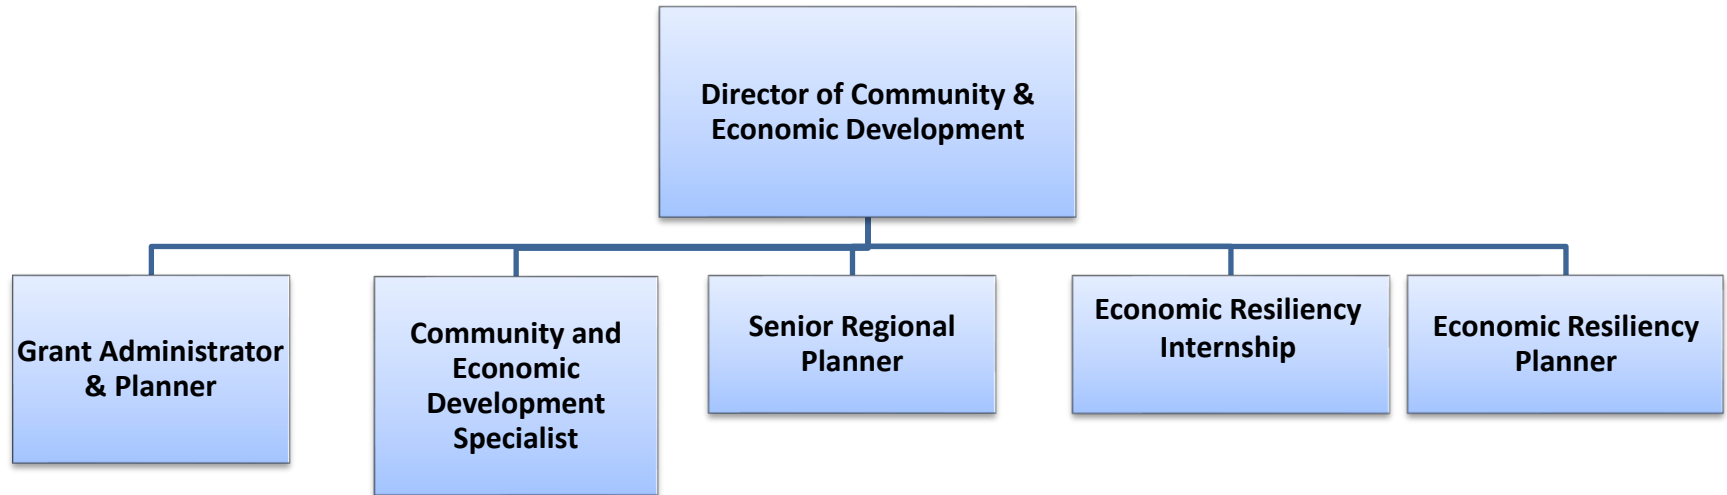 Director of Community &
Economic Development
Grant Administrator
& Planner
Community and
Economic
Development
Specialist
Senior Regional
Planner
Economic Resiliency
Internship
Economic Resiliency
Planner